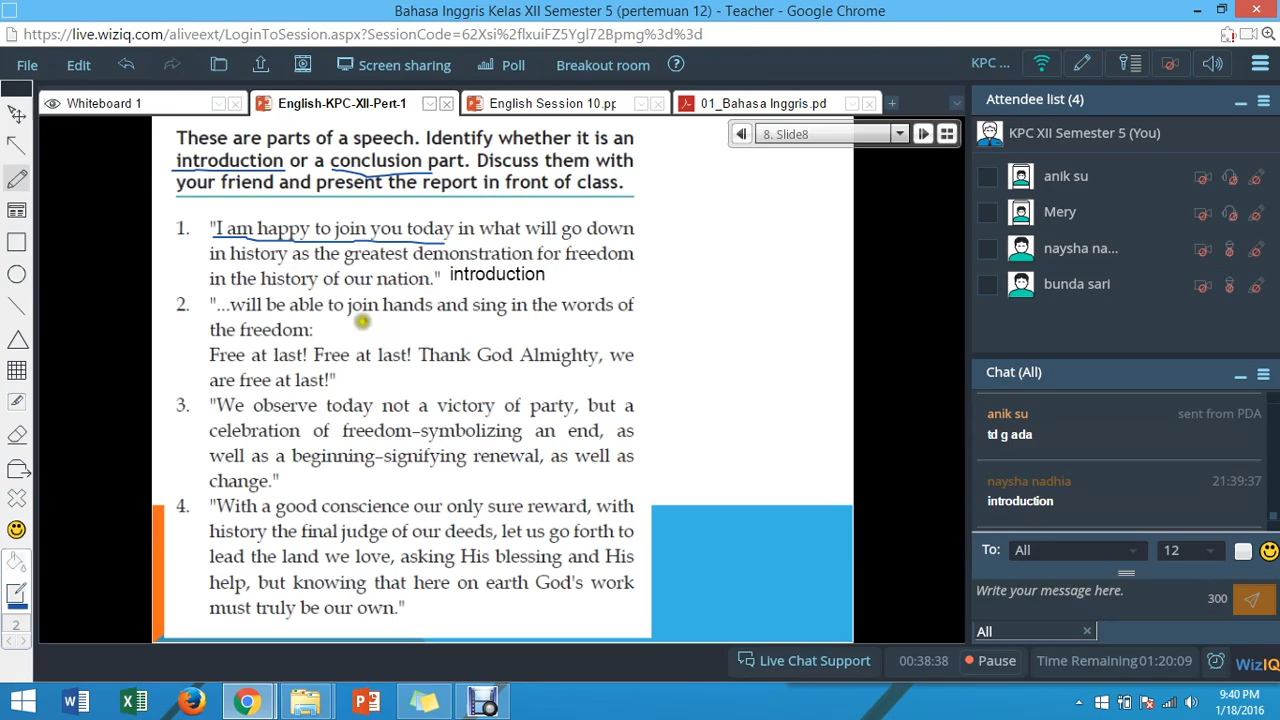 Bahasa Inggris Kelas XII Semester 5 (pertemuan 12) - Teacher - Google Chrome
https://live.wiziq.com/aliveext/LoginToSession.aspx?SessionCode=62Xsi%2flxuiFZ5Ygl72Bpmg%3d%3d
File Edit Screen sharing Poll Breakout room ? KPC ...
Whiteboard 1 English-KPC-XII-Pert-1 English Session 10.pp 01_Bahasa Inggris.pd
8. Slide8
These are parts of a speech. Identify whether it is an
introduction or a conclusion part. Discuss them with
your friend and present the report in front of class.
1. "I am happy to join you today in what will go down
in history as the greatest demonstration for freedom
in the history of our nation." introduction
2. "...will be able to join hands and sing in the words of
the freedom:
Free at last! Free at last! Thank God Almighty, we
are free at last!"
3. "We observe today not a victory of party, but a
celebration of freedom–symbolizing an end, as
well as a beginning–signifying renewal, as well as
change."
4. "With a good conscience our only sure reward, with
history the final judge of our deeds, let us go forth to
lead the land we love, asking His blessing and His
help, but knowing that here on earth God's work
must truly be our own."
Attendee list (4)
KPC XII Semester 5 (You)
anik su
Mery
naysha na...
bunda sari
Chat (All)
anik su sent from PDA
td g ada
naysha nadhia 21:39:37
introduction
To: All 12
Write your message here. 300
All
2
Live Chat Support 00:38:38 Pause Time Remaining 01:20:09 WizIQ
9:40 PM
1/18/2016